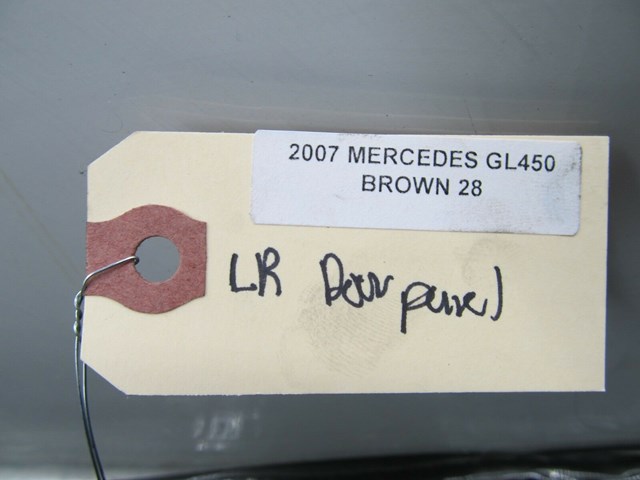 2007 MERCEDES GL450
BROWN 28
LR Door panel